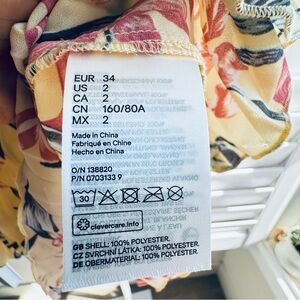 EUR 34
US 2
CA 2
CN 160/80A
MX 2
Made in China
Fabriqué en Chine
Hecho en China
O/N 138820
P/N 0703133 9
30
clevercare.info
GB SHELL: 100% POLYESTER.
CZ SVRCHNÍ LÁTKA: 100% POLYESTER.
DE OBERMATERIAL: 100% POLYESTER.